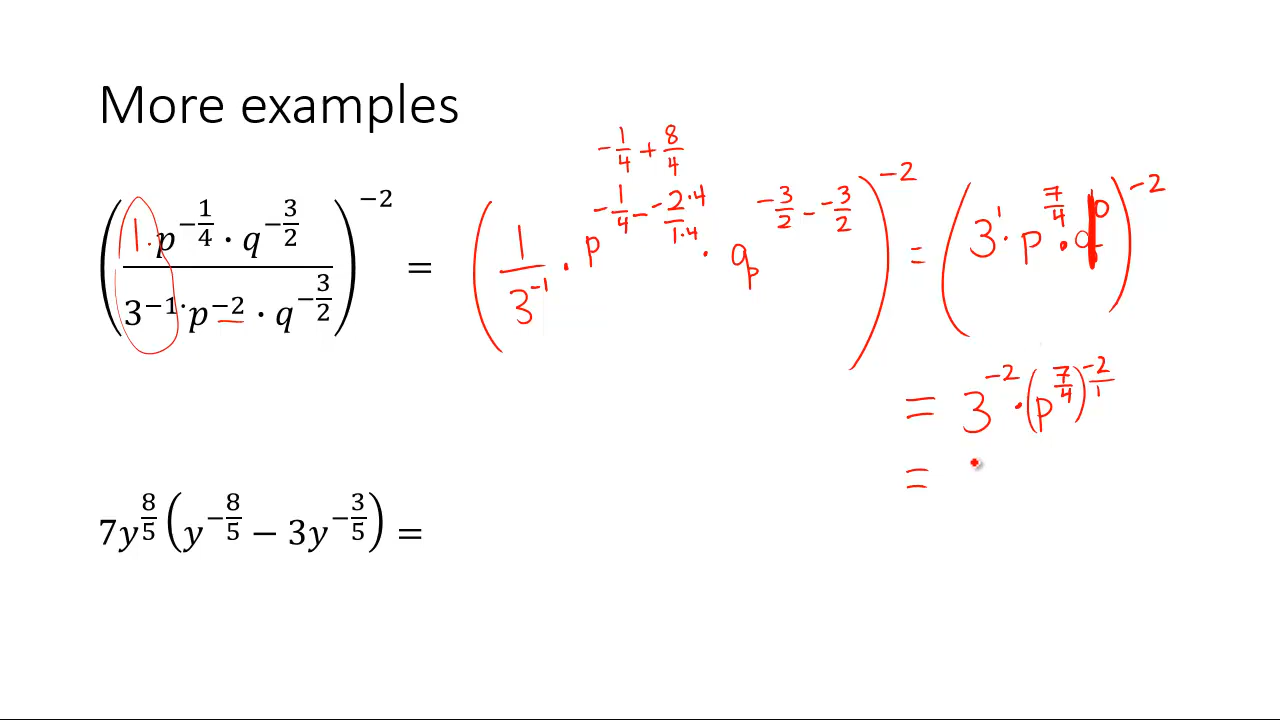 More examples
(1·p^{-1/4} · q^{-3/2} / 3^{-1}·p^{-2} · q^{-3/2})^{-2} = (1/3^{-1} · p^{-1/4 - -2·4/1·4} · q_p^{-3/2 - -3/2})^{-2} = (3^1 · p^{7/4} · q^0)^{-2}
-1/4 + 8/4
= 3^{-2} · (p^{7/4})^{-2/1}
=
7y^{8/5}(y^{-8/5} − 3y^{-3/5}) =